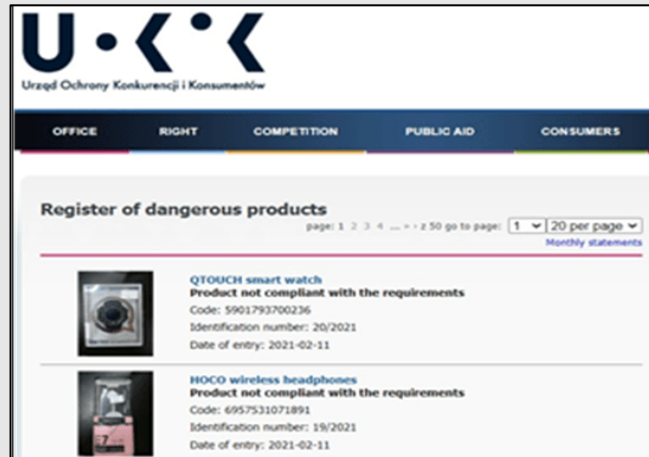 UOKiK
Urząd Ochrony Konkurencji i Konsumentów
OFFICE RIGHT COMPETITION PUBLIC AID CONSUMERS
Register of dangerous products
page: 1 2 3 4 ... » › z 50 go to page: 1 20 per page
Monthly statements
QTOUCH smart watch
Product not compliant with the requirements
Code: 5901793700236
Identification number: 20/2021
Date of entry: 2021-02-11
HOCO wireless headphones
Product not compliant with the requirements
Code: 6957531071891
Identification number: 19/2021
Date of entry: 2021-02-11